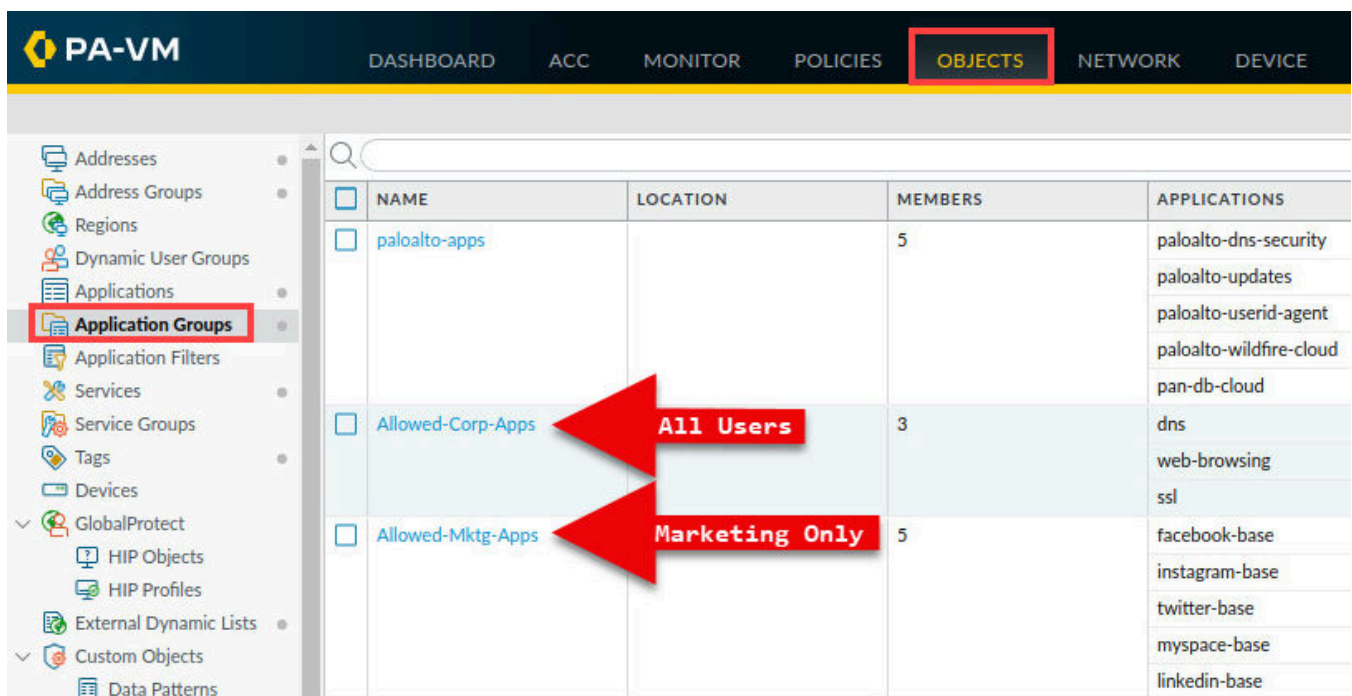 PA-VM
DASHBOARD ACC MONITOR POLICIES OBJECTS NETWORK DEVICE
Addresses
Address Groups
Regions
Dynamic User Groups
Applications
Application Groups
Application Filters
Services
Service Groups
Tags
Devices
GlobalProtect
HIP Objects
HIP Profiles
External Dynamic Lists
Custom Objects
Data Patterns
NAME LOCATION MEMBERS APPLICATIONS
paloalto-apps 5 paloalto-dns-security
paloalto-updates
paloalto-userid-agent
paloalto-wildfire-cloud
pan-db-cloud
Allowed-Corp-Apps All Users 3 dns
web-browsing
ssl
Allowed-Mktg-Apps Marketing Only 5 facebook-base
instagram-base
twitter-base
myspace-base
linkedin-base